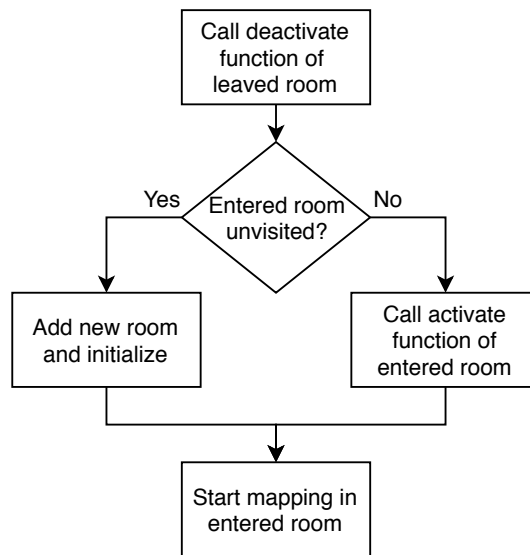 Call deactivate
function of
leaved room
Yes
Entered room
unvisited?
No
Add new room
and initialize
Call activate
function of
entered room
Start mapping in
entered room